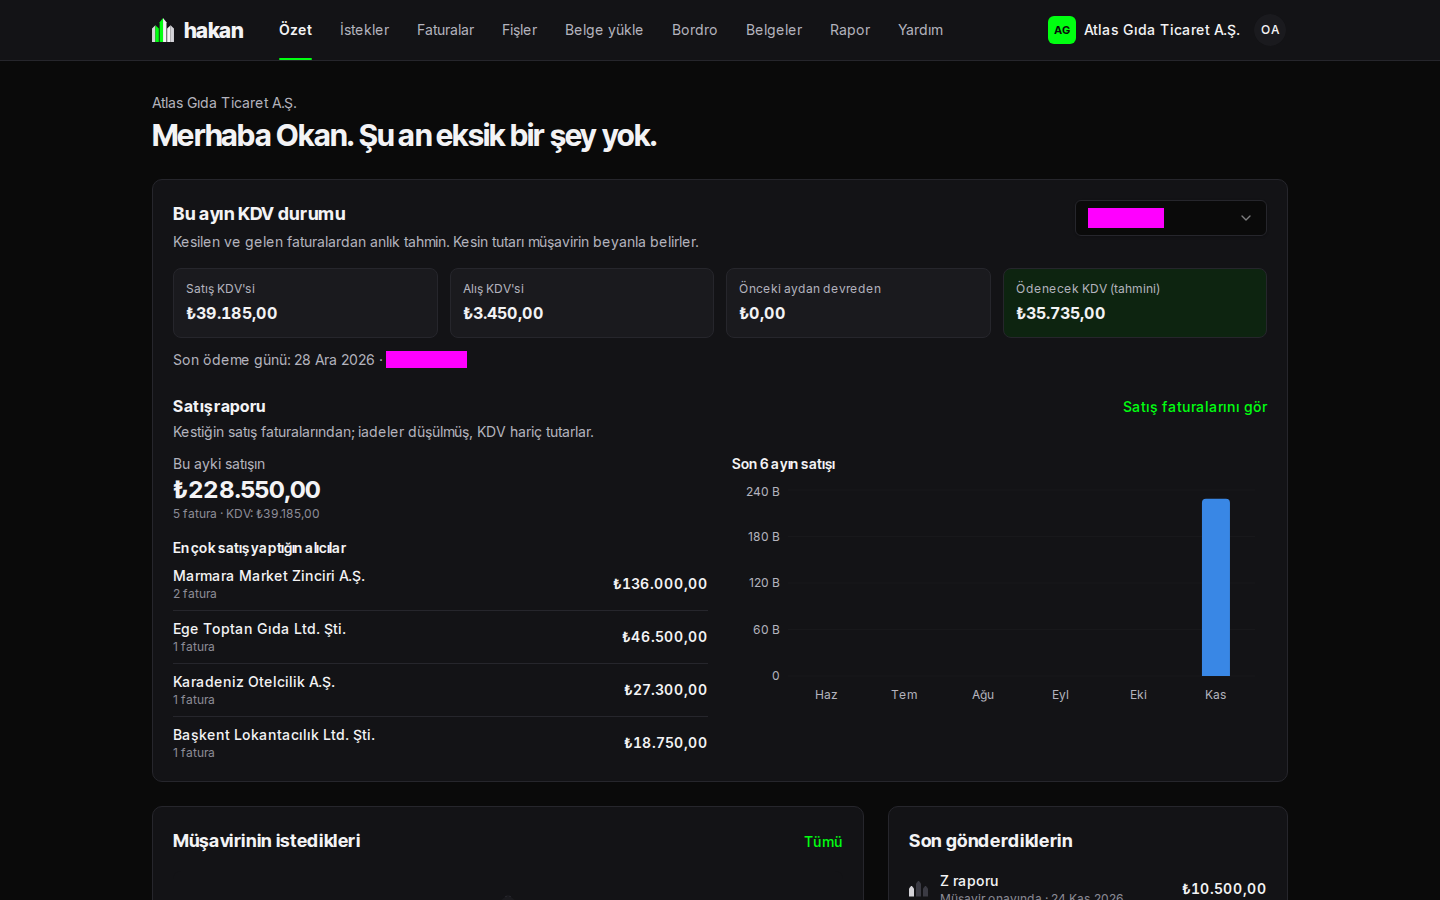 hakan
Özet
İstekler
Faturalar
Fişler
Belge yükle
Bordro
Belgeler
Rapor
Yardım
AG
Atlas Gıda Ticaret A.Ş.
OA
Atlas Gıda Ticaret A.Ş.
Merhaba Okan. Şu an eksik bir şey yok.
Bu ayın KDV durumu
Kesilen ve gelen faturalardan anlık tahmin. Kesin tutarı müşavirin beyanla belirler.
Satış KDV'si
₺39.185,00
Alış KDV'si
₺3.450,00
Önceki aydan devreden
₺0,00
Ödenecek KDV (tahmini)
₺35.735,00
Son ödeme günü: 28 Ara 2026 ·
Satış raporu
Satış faturalarını gör
Kestiğin satış faturalarından; iadeler düşülmüş, KDV hariç tutarlar.
Bu ayki satışın
₺228.550,00
5 fatura · KDV: ₺39.185,00
En çok satış yaptığın alıcılar
Marmara Market Zinciri A.Ş.
2 fatura
₺136.000,00
Ege Toptan Gıda Ltd. Şti.
1 fatura
₺46.500,00
Karadeniz Otelcilik A.Ş.
1 fatura
₺27.300,00
Başkent Lokantacılık Ltd. Şti.
1 fatura
₺18.750,00
Son 6 ayın satışı
240 B
180 B
120 B
60 B
0
Haz
Tem
Ağu
Eyl
Eki
Kas
Müşavirinin istedikleri
Tümü
Son gönderdiklerin
Z raporu
Müşavir onayında · 24 Kas 2026
₺10.500,00